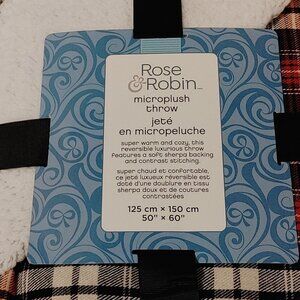 Rose
& Robin
microplush
throw
jeté
en micropeluche
super warm and cozy, this
reversible luxurious throw
features a soft sherpa backing
and contrast stitching.
super chaud et confortable,
ce jeté luxueux réversible est
doté d'une doublure en tissu
sherpa doux et de coutures
contrastées
125 cm x 150 cm
50" x 60"